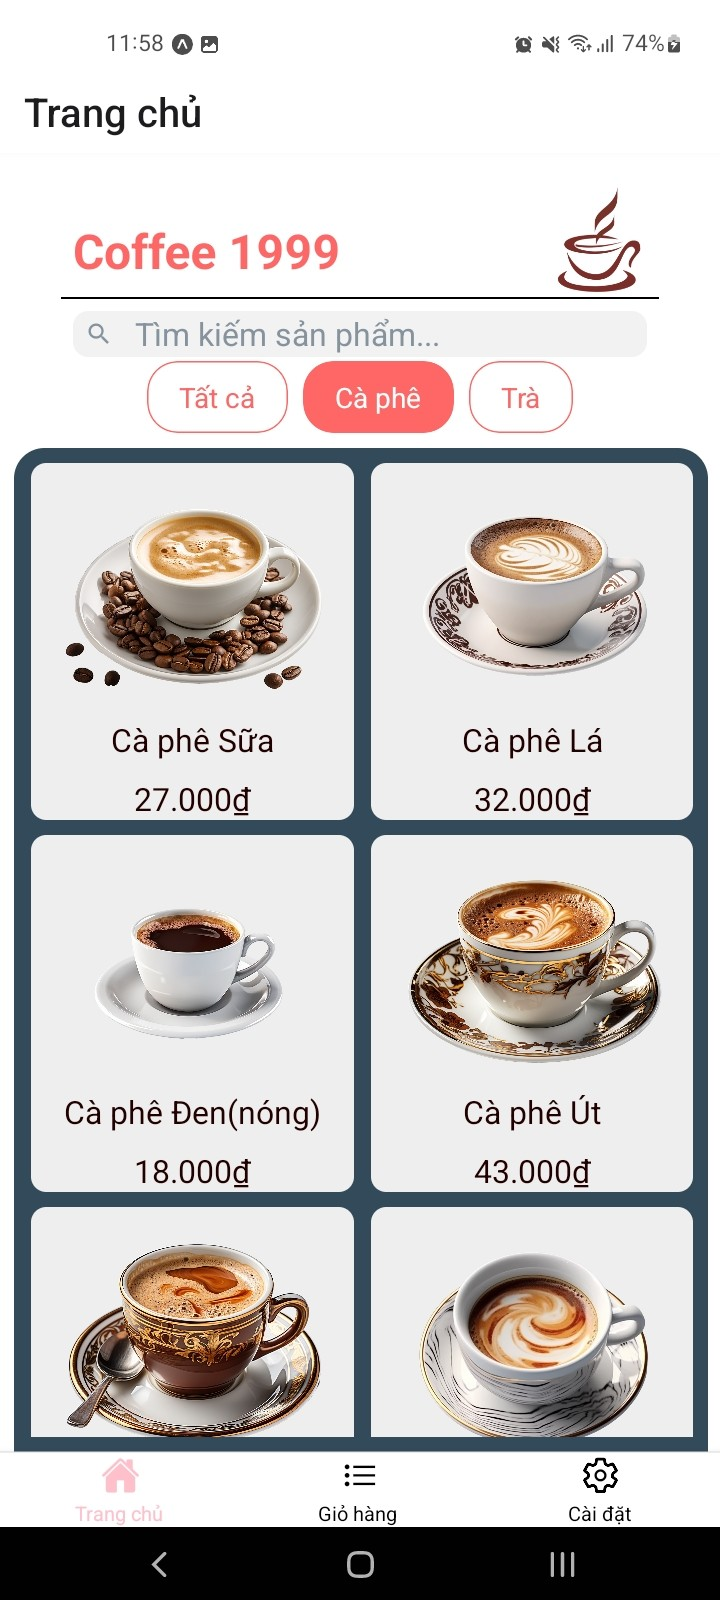 11:58 74%
Trang chủ
Coffee 1999
Tìm kiếm sản phẩm...
Tất cả Cà phê Trà
Cà phê Sữa Cà phê Lá
27.000₫ 32.000₫
Cà phê Đen(nóng) Cà phê Út
18.000₫ 43.000₫
Trang chủ Giỏ hàng Cài đặt